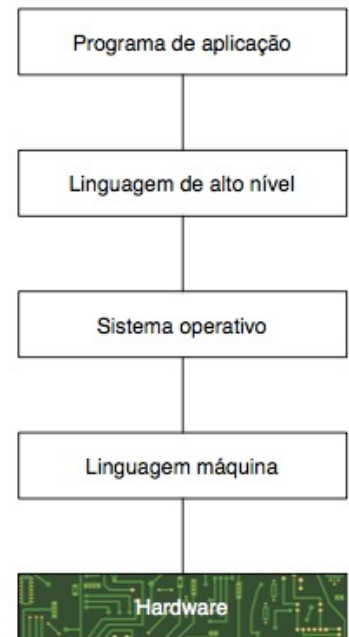 Programa de aplicação
Linguagem de alto nível
Sistema operativo
Linguagem máquina
Hardware